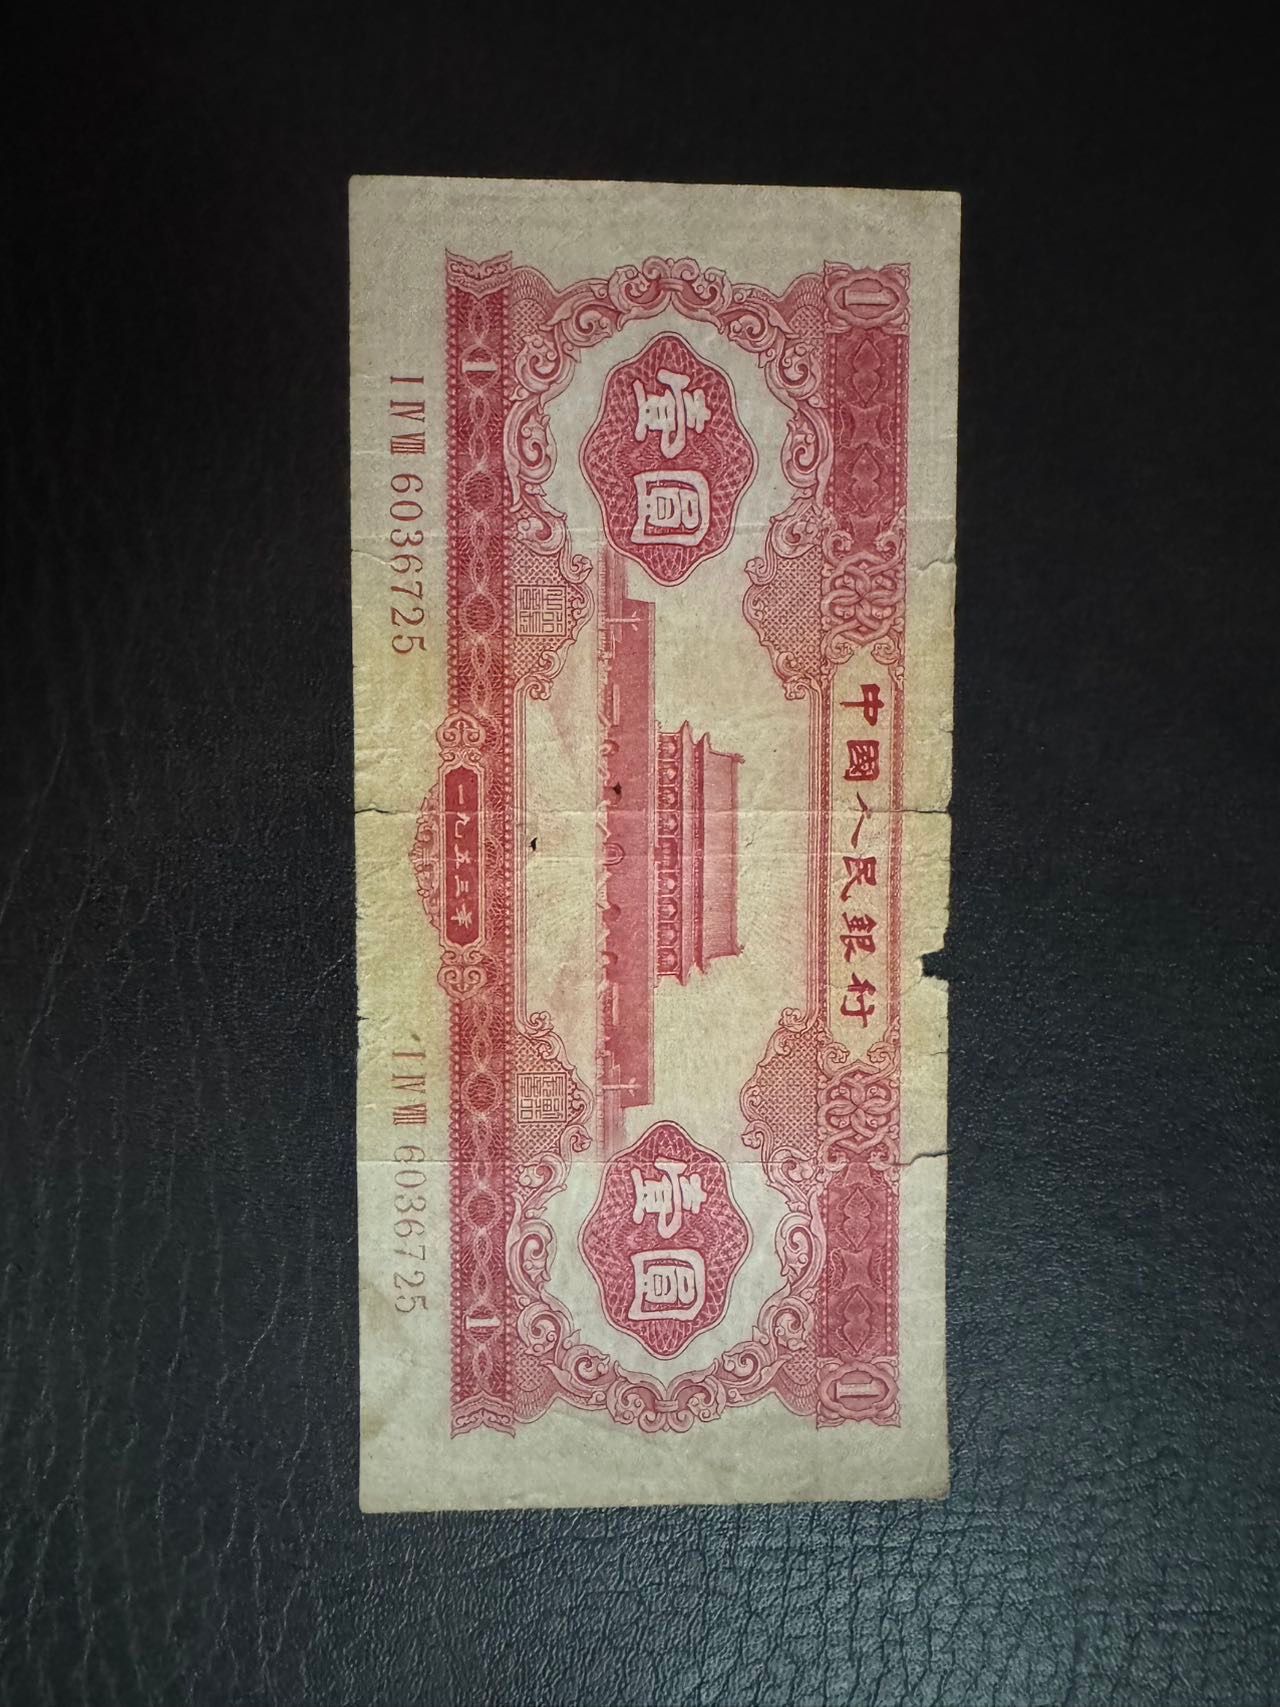 中國人民銀行
1 1
壹圓 壹圓
1 一九五三年 1
I IV VIII 6036725 I IV VIII 6036725